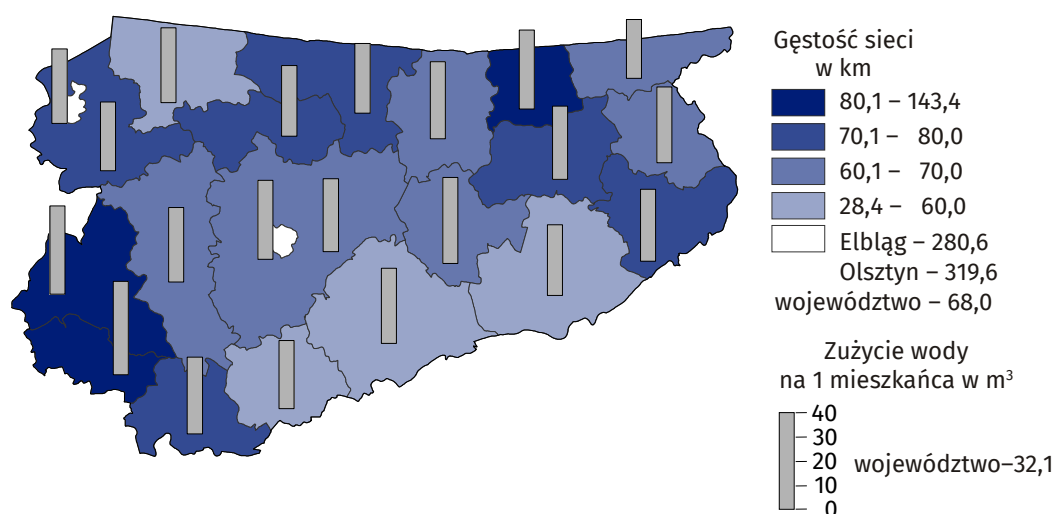 Gęstość sieci
w km
80,1 – 143,4
70,1 – 80,0
60,1 – 70,0
28,4 – 60,0
Elbląg – 280,6
Olsztyn – 319,6
województwo – 68,0
Zużycie wody
na 1 mieszkańca w m³
40
30
20
10
0
województwo–32,1